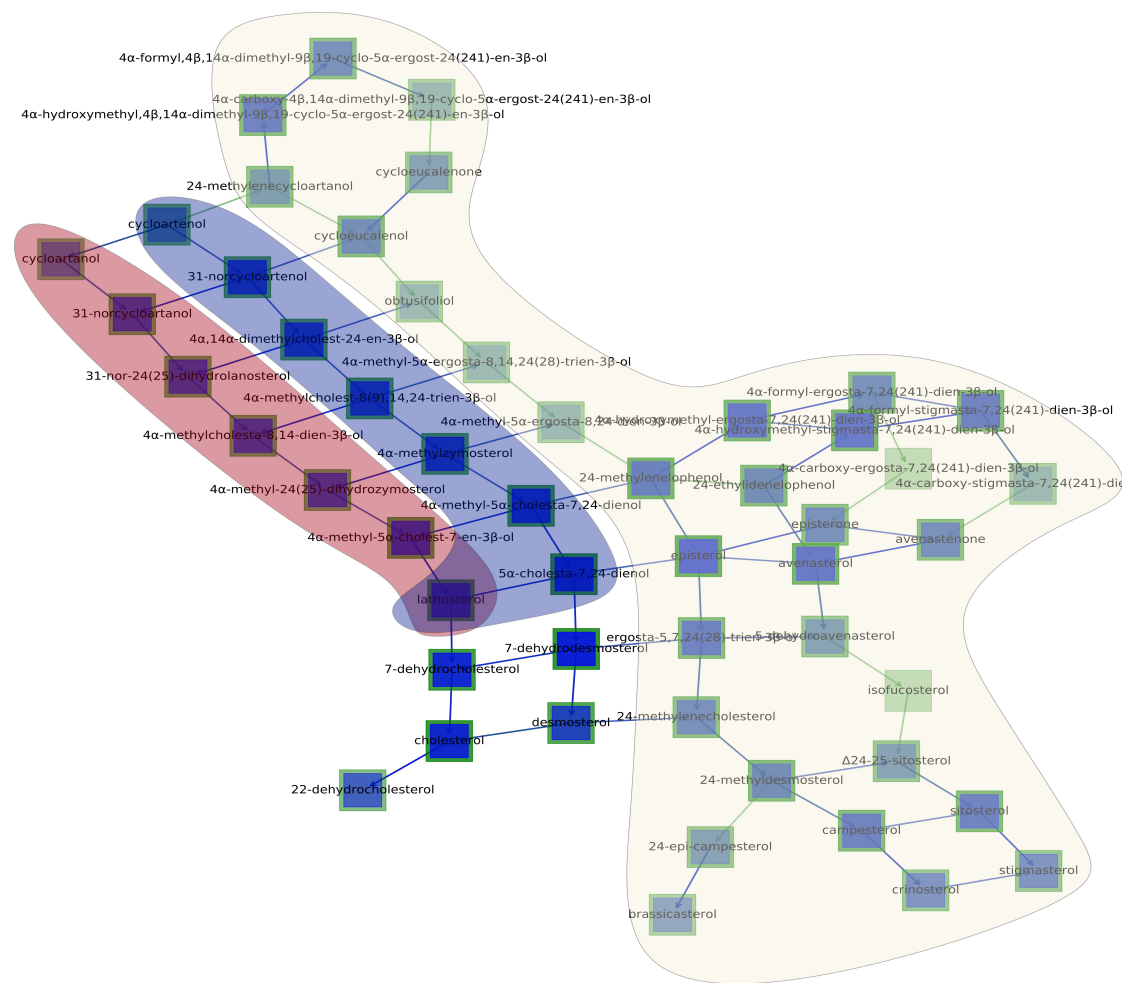 4α-formyl,4β,14α-dimethyl-9β,19-cyclo-5α-ergost-24(241)-en-3β-ol
4α-carboxy-4β,14α-dimethyl-9β,19-cyclo-5α-ergost-24(241)-en-3β-ol
4α-hydroxymethyl,4β,14α-dimethyl-9β,19-cyclo-5α-ergost-24(241)-en-3β-ol
cycloeucalenone
24-methylenecycloartanol
cycloartenol
cycloeucalenol
cycloartanol
31-norcycloartenol
obtusifoliol
31-norcycloartanol
4α,14α-dimethylcholest-24-en-3β-ol
4α-methyl-5α-ergosta-8,14,24(28)-trien-3β-ol
31-nor-24(25)-dihydrolanosterol
4α-formyl-ergosta-7,24(241)-dien-3β-ol
4α-methylcholest-8(9),14,24-trien-3β-ol
4α-formyl-stigmasta-7,24(241)-dien-3β-ol
4α-methyl-5α-ergosta-8,24-dien-3β-ol
4α-hydroxymethyl-ergosta-7,24(241)-dien-3β-ol
4α-hydroxymethyl-stigmasta-7,24(241)-dien-3β-ol
4α-methylcholesta-8,14-dien-3β-ol
4α-methylzymosterol
4α-carboxy-ergosta-7,24(241)-dien-3β-ol
24-methylenelophenol
24-ethylidenelophenol
4α-carboxy-stigmasta-7,24(241)-die
4α-methyl-24(25)-dihydrozymosterol
4α-methyl-5α-cholesta-7,24-dienol
episterone
4α-methyl-5α-cholest-7-en-3β-ol
avenastenone
episterol
avenasterol
5α-cholesta-7,24-dienol
lathosterol
ergosta-5,7,24(28)-trien-3β-ol
5-dehydroavenasterol
7-dehydrodesmosterol
7-dehydrocholesterol
isofucosterol
24-methylenecholesterol
desmosterol
cholesterol
Δ24-25-sitosterol
24-methyldesmosterol
22-dehydrocholesterol
sitosterol
campesterol
24-epi-campesterol
stigmasterol
crinosterol
brassicasterol